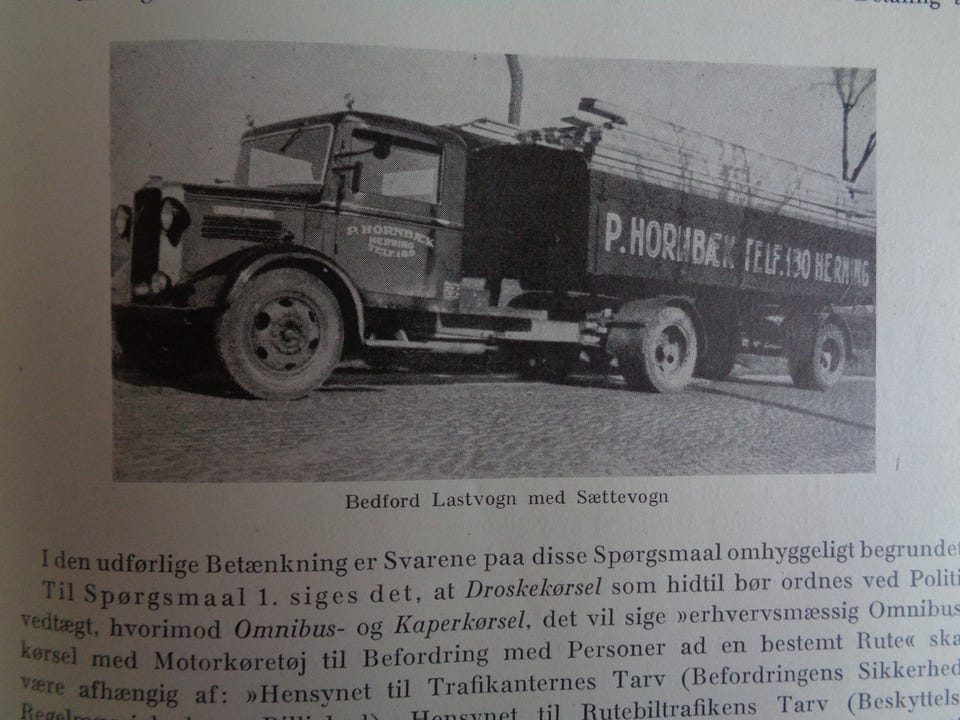 Betaling
P. HORNBÆK
HERNING
TELF. 130
P. HORNBÆK TELF. 130 HERNING
Bedford Lastvogn med Sættevogn
I den udførlige Betænkning er Svarene paa disse Spørgsmaal omhyggeligt begrundet
Til Spørgsmaal 1. siges det, at Droskekørsel som hidtil bør ordnes ved Politi
vedtægt, hvorimod Omnibus- og Kaperkørsel, det vil sige »erhvervsmæssig Omnibus
kørsel med Motorkøretøj til Befordring med Personer ad en bestemt Rute« ska
være afhængig af: »Hensynet til Trafikanternes Tarv (Befordringens Sikkerhed
Hensynet til Rutebiltrafikens Tarv (Beskyttels